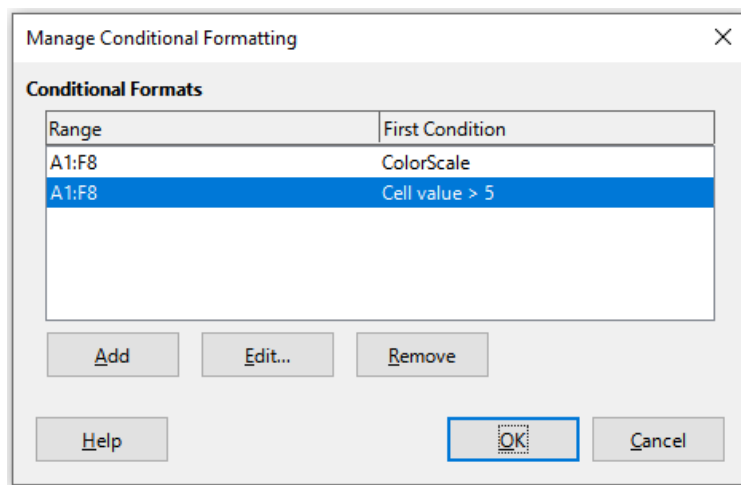 Manage Conditional Formatting
Conditional Formats
Range First Condition
A1:F8 ColorScale
A1:F8 Cell value > 5
Add Edit... Remove
Help OK Cancel